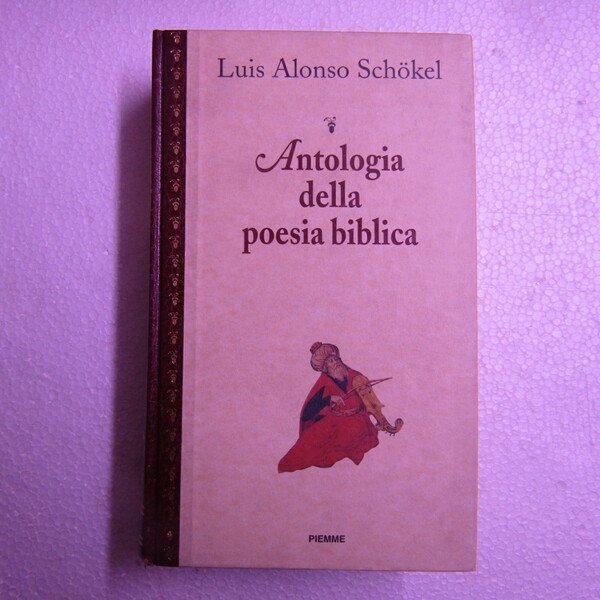 Luis Alonso Schökel
Antologia
della
poesia biblica
PIEMME